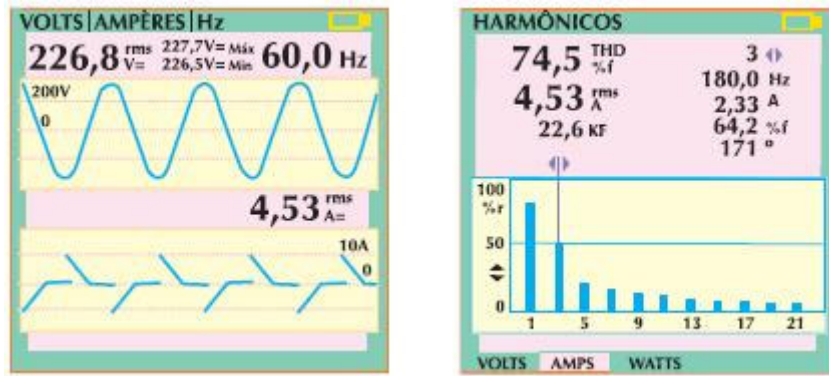 VOLTS|AMPÈRES|Hz
226,8 rms V= 227,7V= Máx 226,5V= Min 60,0 Hz
200V
0
4,53 rms A=
10A
0
HARMÔNICOS
74,5 THD %f
4,53 rms A
22,6 KF
3
180,0 Hz
2,33 A
64,2 %f
171 °
100
%r
50
0
1 5 9 13 17 21
VOLTS AMPS WATTS